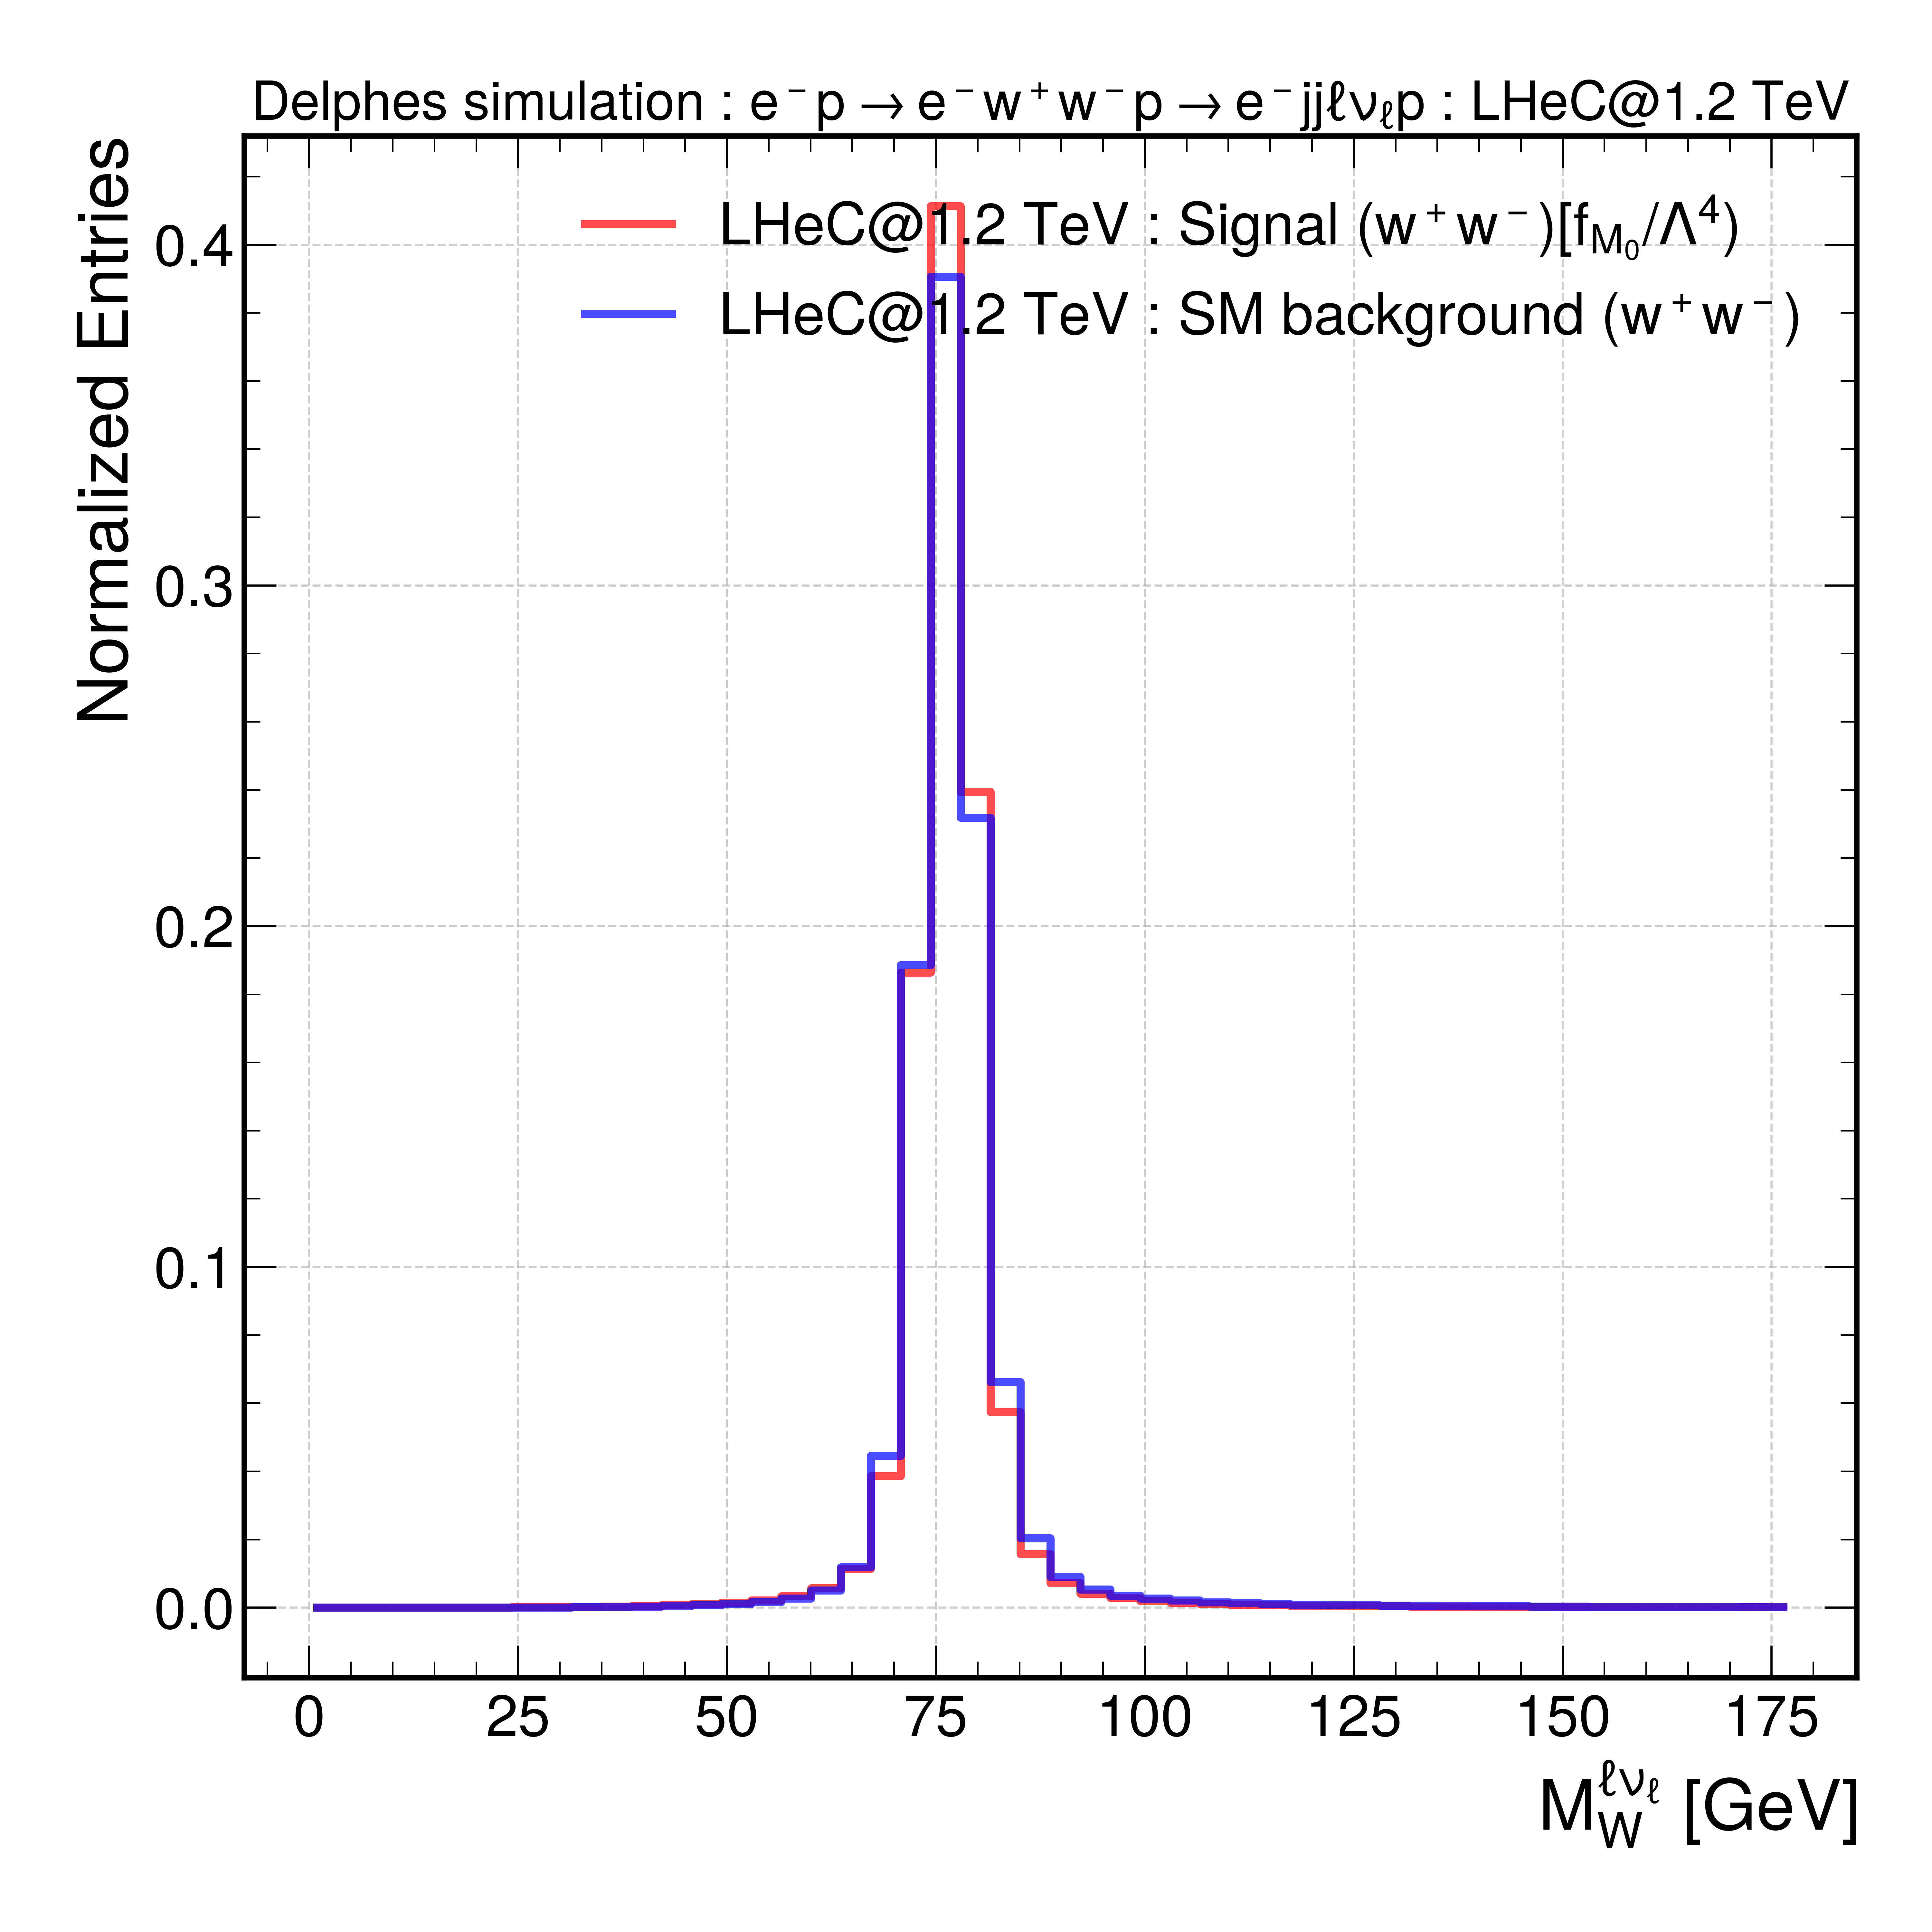 Delphes simulation : e⁻p → e⁻w⁺w⁻p → e⁻jjℓν_ℓp : LHeC@1.2 TeV
Normalized Entries
LHeC@1.2 TeV : Signal (w⁺w⁻)[f_{M₀}/Λ⁴)
LHeC@1.2 TeV : SM background (w⁺w⁻)
0.4
0.3
0.2
0.1
0.0
0 25 50 75 100 125 150 175
M_W^{ℓν_ℓ} [GeV]